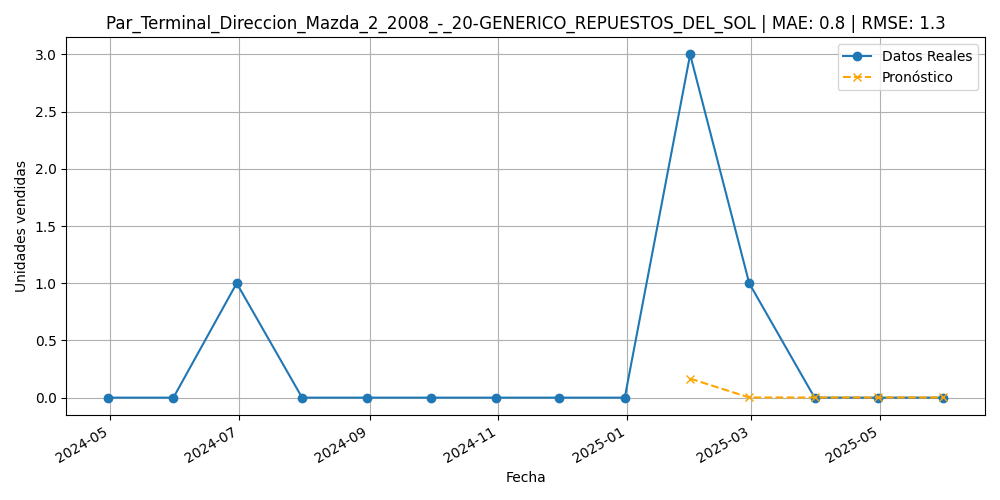 Par_Terminal_Direccion_Mazda_2_2008_-_20-GENERICO_REPUESTOS_DEL_SOL | MAE: 0.8 | RMSE: 1.3
Datos Reales
Pronóstico
Unidades vendidas
3.0
2.5
2.0
1.5
1.0
0.5
0.0
2024-05
2024-07
2024-09
2024-11
2025-01
2025-03
2025-05
Fecha